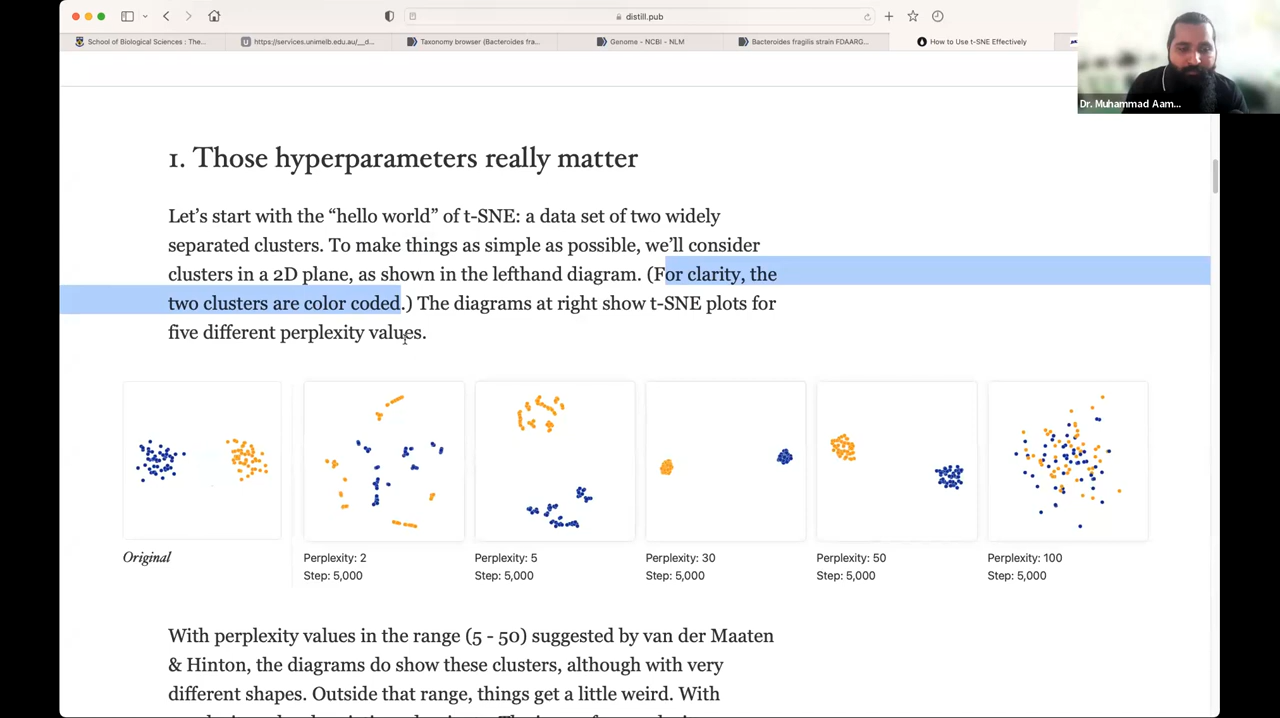 distill.pub
School of Biological Sciences : The...
https://services.unimelb.edu.au/__d...
Taxonomy browser (Bacteroides fra...
Genome - NCBI - NLM
Bacteroides fragilis strain FDAARG...
How to Use t-SNE Effectively
Dr. Muhammad Aam...
1. Those hyperparameters really matter
Let’s start with the “hello world” of t-SNE: a data set of two widely
separated clusters. To make things as simple as possible, we’ll consider
clusters in a 2D plane, as shown in the lefthand diagram. (For clarity, the
two clusters are color coded.) The diagrams at right show t-SNE plots for
five different perplexity values.
Original
Perplexity: 2
Step: 5,000
Perplexity: 5
Step: 5,000
Perplexity: 30
Step: 5,000
Perplexity: 50
Step: 5,000
Perplexity: 100
Step: 5,000
With perplexity values in the range (5 - 50) suggested by van der Maaten
& Hinton, the diagrams do show these clusters, although with very
different shapes. Outside that range, things get a little weird. With